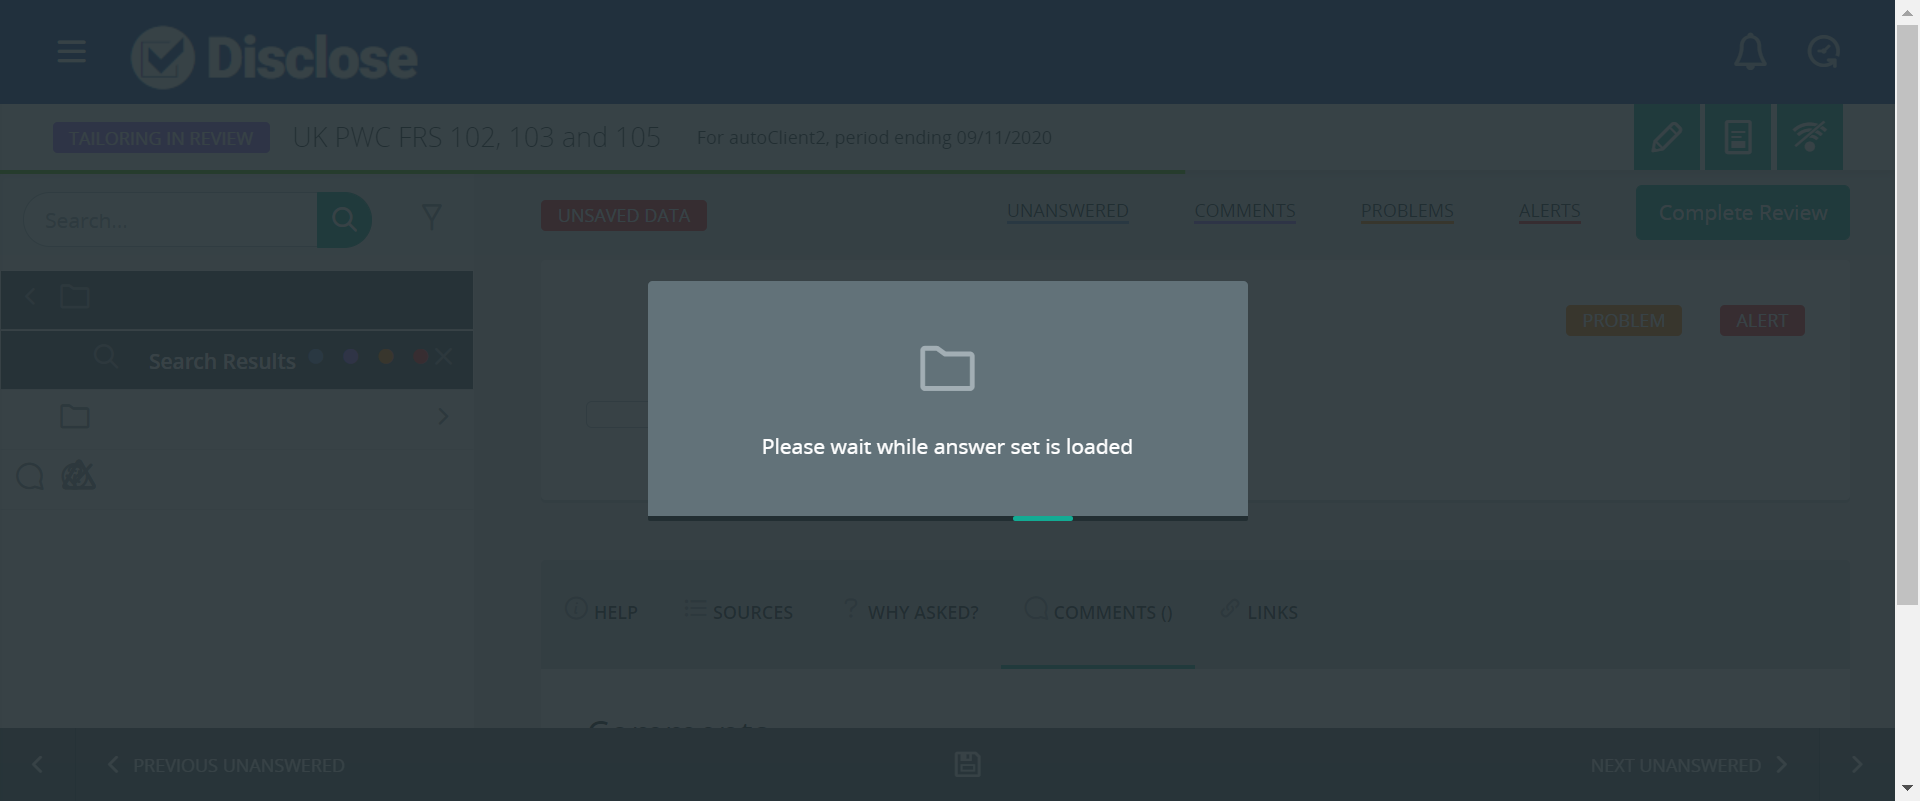 Disclose
TAILORING IN REVIEW UK PWC FRS 102, 103 and 105 For autoClient2, period ending 09/11/2020
Search...
UNSAVED DATA UNANSWERED COMMENTS PROBLEMS ALERTS Complete Review
PROBLEM ALERT
Search Results
Please wait while answer set is loaded
HELP SOURCES WHY ASKED? COMMENTS () LINKS
Comments
PREVIOUS UNANSWERED NEXT UNANSWERED